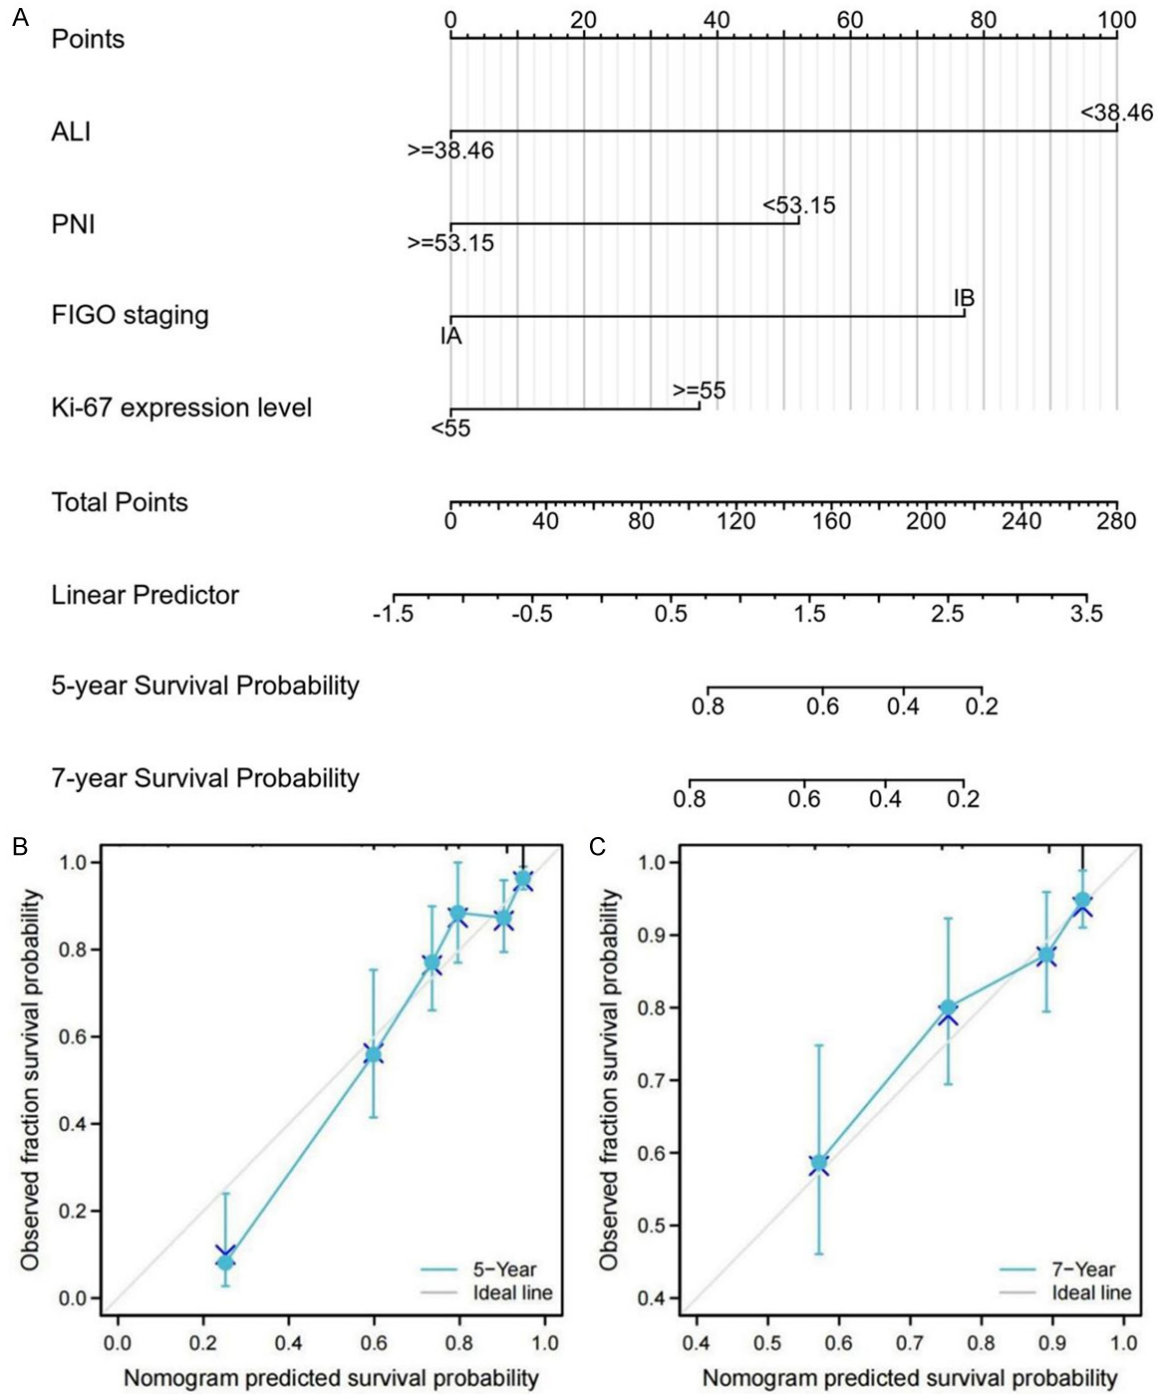 A
Points
0 20 40 60 80 100
ALI
<38.46
>=38.46
PNI
<53.15
>=53.15
FIGO staging
IB
IA
Ki-67 expression level
>=55
<55
Total Points
0 40 80 120 160 200 240 280
Linear Predictor
-1.5 -0.5 0.5 1.5 2.5 3.5
5-year Survival Probability
0.8 0.6 0.4 0.2
7-year Survival Probability
0.8 0.6 0.4 0.2
B
Observed fraction survival probability
1.0
0.8
0.6
0.4
0.2
0.0
5−Year
Ideal line
0.0 0.2 0.4 0.6 0.8 1.0
Nomogram predicted survival probability
C
Observed fraction survival probability
1.0
0.9
0.8
0.7
0.6
0.5
0.4
7−Year
Ideal line
0.4 0.5 0.6 0.7 0.8 0.9 1.0
Nomogram predicted survival probability